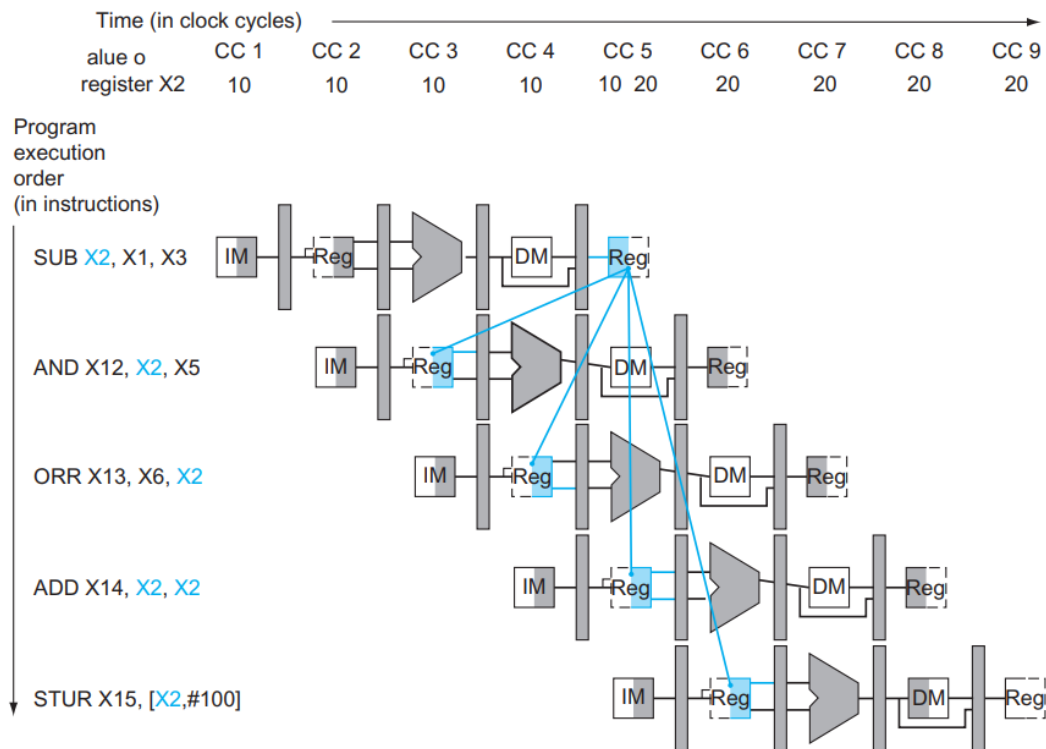 Time (in clock cycles)
alue o CC 1 CC 2 CC 3 CC 4 CC 5 CC 6 CC 7 CC 8 CC 9
register X2 10 10 10 10 10 20 20 20 20 20
Program
execution
order
(in instructions)
SUB X2, X1, X3 IM Reg DM Reg
AND X12, X2, X5 IM Reg DM Reg
ORR X13, X6, X2 IM Reg DM Reg
ADD X14, X2, X2 IM Reg DM Reg
STUR X15, [X2,#100] IM Reg DM Reg